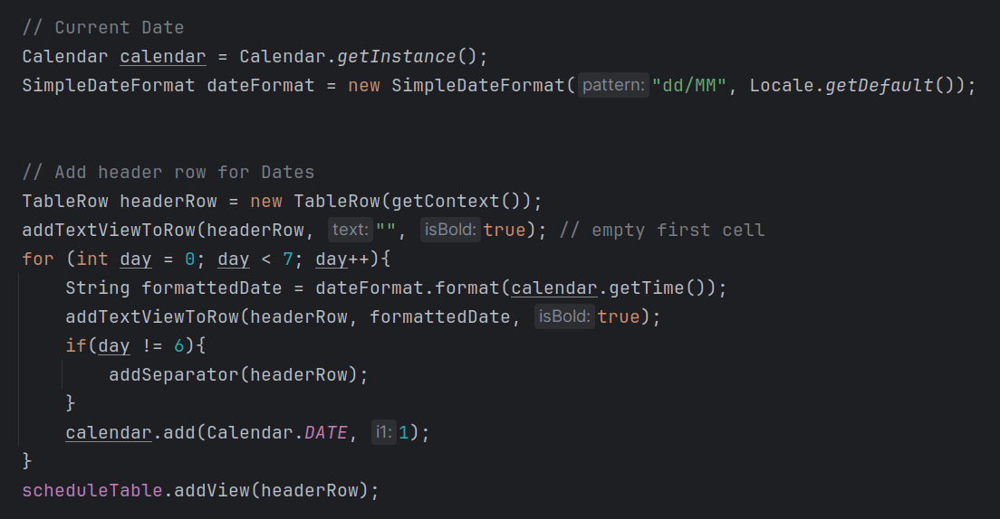 // Current Date
Calendar calendar = Calendar.getInstance();
SimpleDateFormat dateFormat = new SimpleDateFormat( pattern: "dd/MM", Locale.getDefault());
// Add header row for Dates
TableRow headerRow = new TableRow(getContext());
addTextViewToRow(headerRow, text: "", isBold: true); // empty first cell
for (int day = 0; day < 7; day++){
    String formattedDate = dateFormat.format(calendar.getTime());
    addTextViewToRow(headerRow, formattedDate, isBold: true);
    if(day != 6){
        addSeparator(headerRow);
    }
    calendar.add(Calendar.DATE, i1: 1);
}
scheduleTable.addView(headerRow);